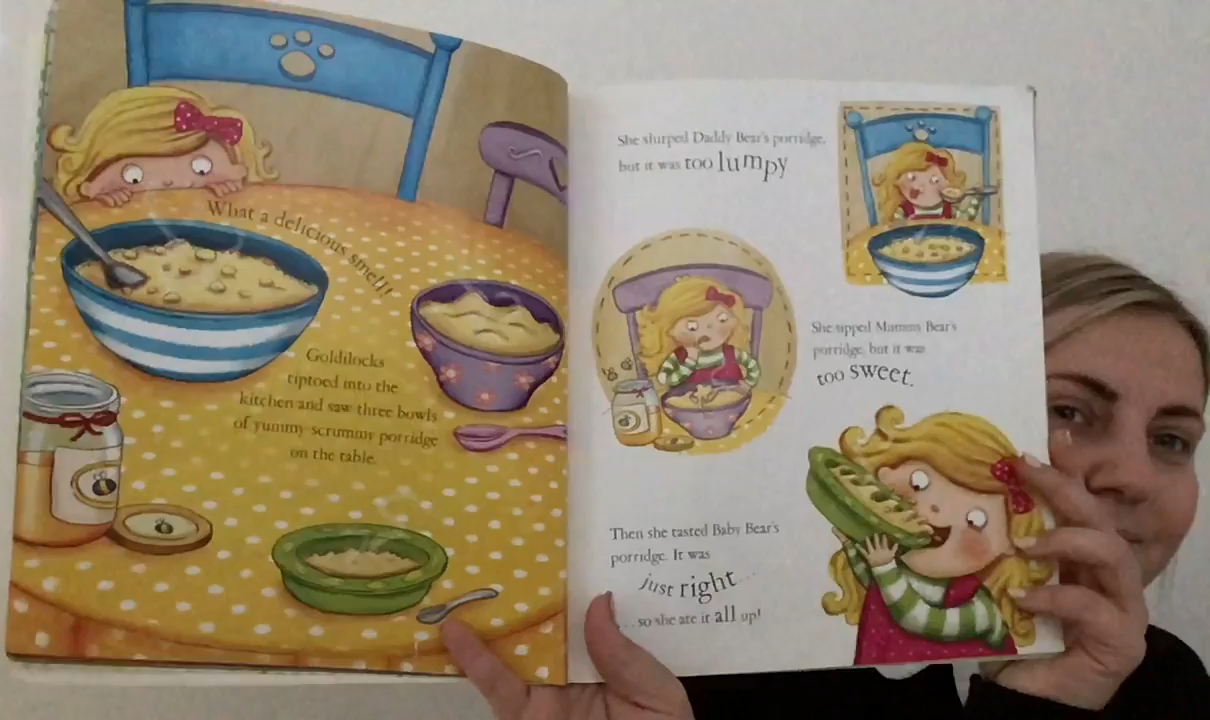 What a delicious smell!
Goldilocks
tiptoed into the
kitchen and saw three bowls
of yummy scrummy porridge
on the table.
She slurped Daddy Bear's porridge,
but it was too lumpy
She sipped Mummy Bear's
porridge, but it was
too sweet.
Then she tasted Baby Bear's
porridge. It was
just right...
...so she ate it all up!